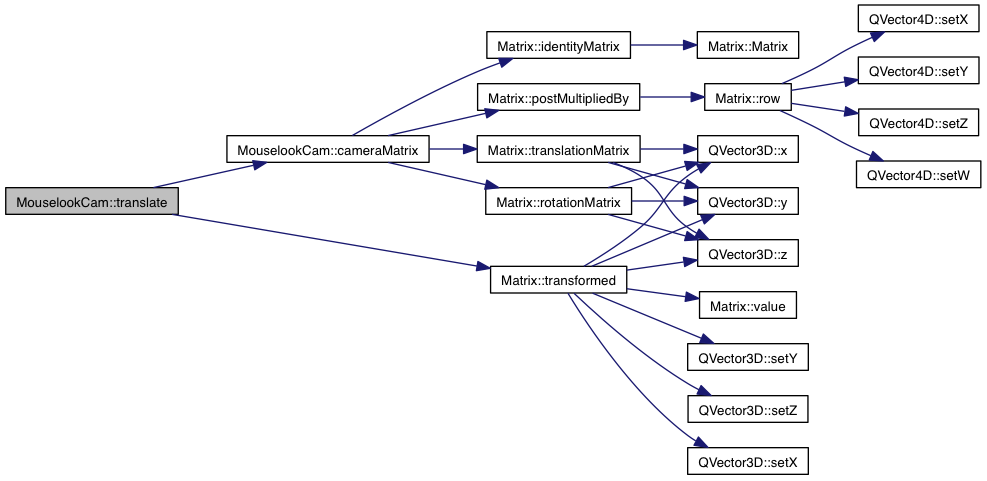 MouselookCam::translate
MouselookCam::cameraMatrix
Matrix::identityMatrix
Matrix::Matrix
Matrix::postMultipliedBy
Matrix::row
QVector4D::setX
QVector4D::setY
QVector4D::setZ
QVector4D::setW
Matrix::translationMatrix
QVector3D::x
Matrix::rotationMatrix
QVector3D::y
QVector3D::z
Matrix::transformed
Matrix::value
QVector3D::setY
QVector3D::setZ
QVector3D::setX